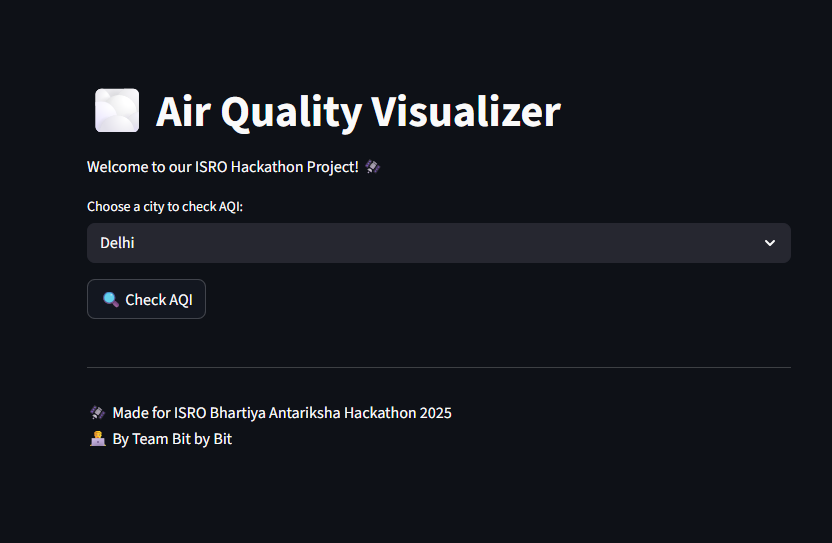 Air Quality Visualizer
Welcome to our ISRO Hackathon Project! 🛰️
Choose a city to check AQI:
Delhi
🔍 Check AQI
🛰️ Made for ISRO Bhartiya Antariksha Hackathon 2025
🧑‍💻 By Team Bit by Bit